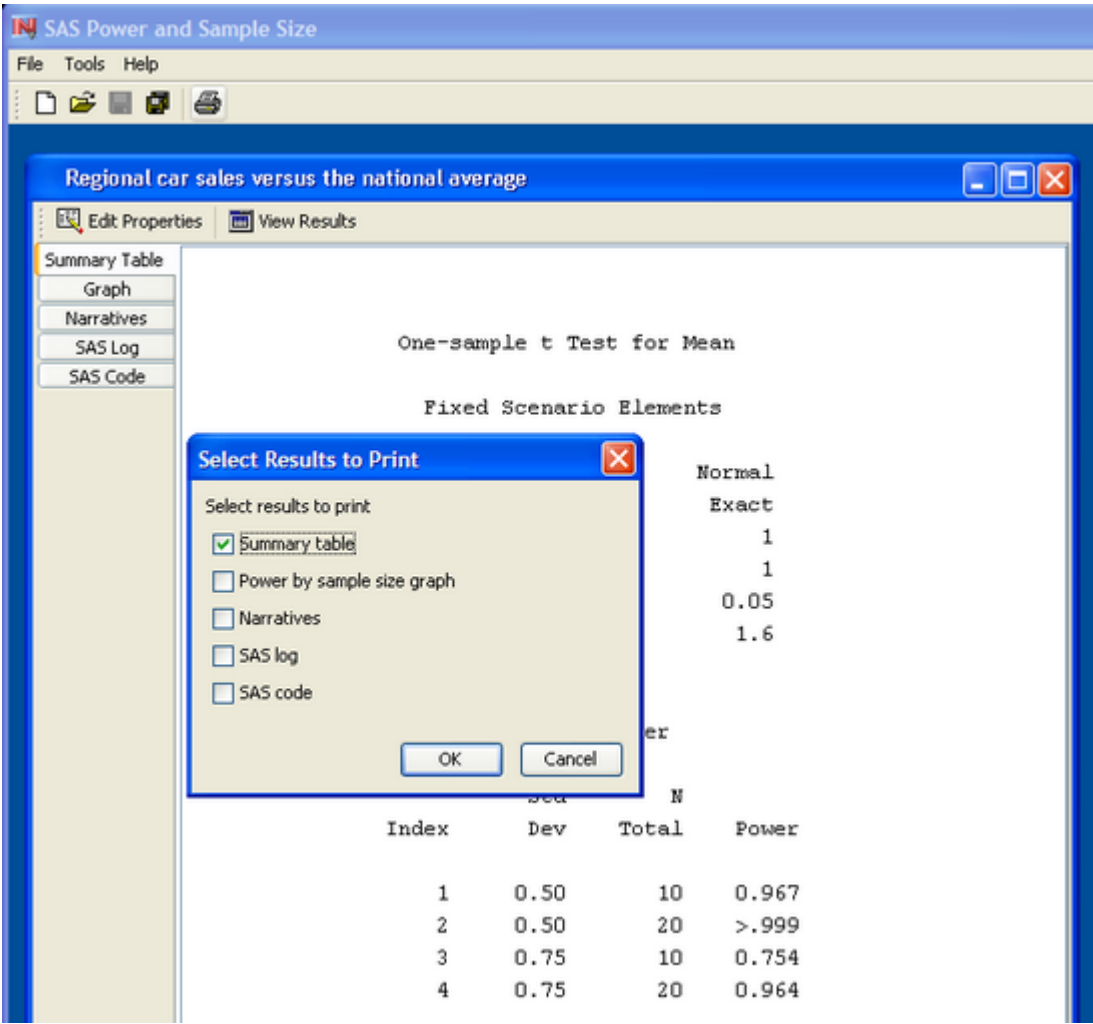 SAS Power and Sample Size
File Tools Help
Regional car sales versus the national average
Edit Properties View Results
Summary Table
Graph
Narratives
SAS Log
SAS Code
One-sample t Test for Mean
Fixed Scenario Elements
Normal
Exact
1
1
0.05
1.6
Select Results to Print
Select results to print
Summary table
Power by sample size graph
Narratives
SAS log
SAS code
OK Cancel
er
N
Index Dev Total Power
1 0.50 10 0.967
2 0.50 20 >.999
3 0.75 10 0.754
4 0.75 20 0.964